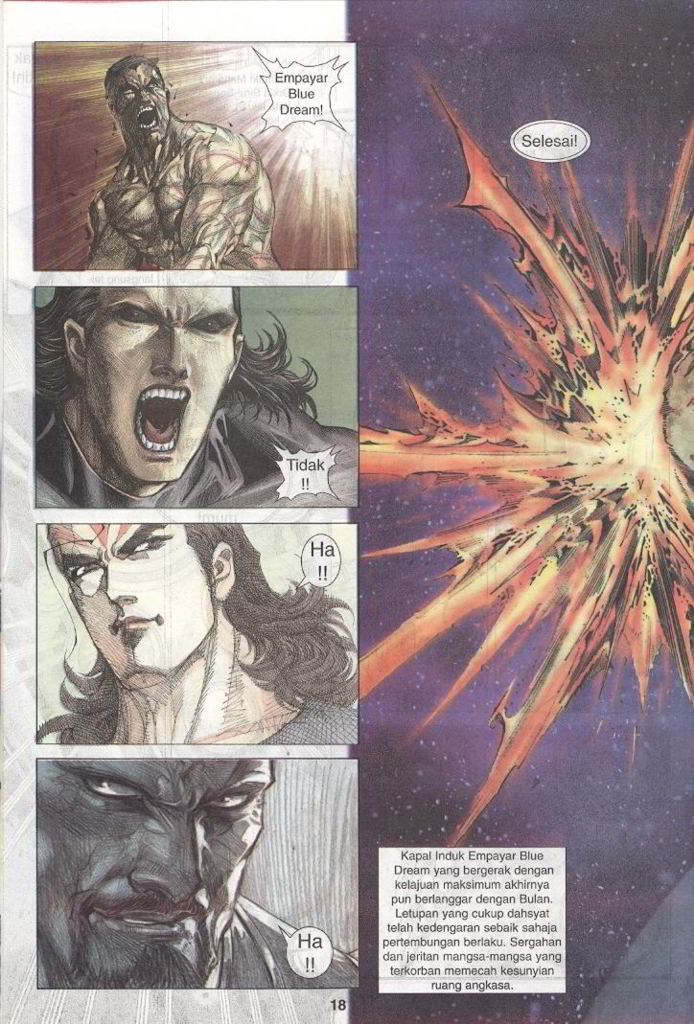 Empayar
Blue
Dream!
Selesai!
Tidak
!!
Ha
!!
Ha
!!
Kapal Induk Empayar Blue
Dream yang bergerak dengan
kelajuan maksimum akhirnya
pun berlanggar dengan Bulan.
Letupan yang cukup dahsyat
telah kedengaran sebaik sahaja
pertembungan berlaku. Sergahan
dan jeritan mangsa-mangsa yang
terkorban memecah kesunyian
ruang angkasa.
18